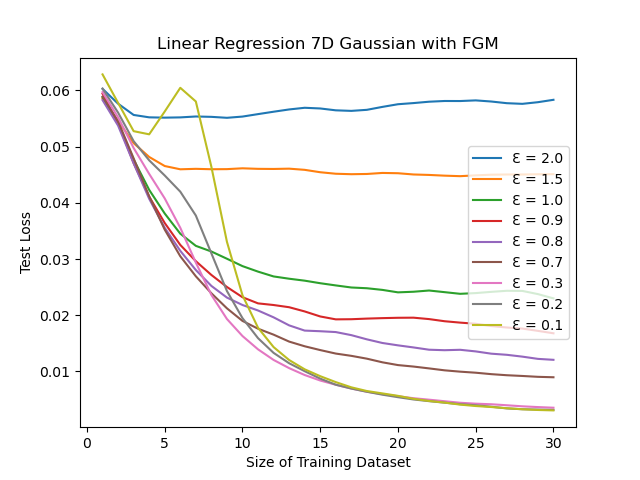 Linear Regression 7D Gaussian with FGM
Test Loss
0.06
0.05
0.04
0.03
0.02
0.01
0
5
10
15
20
25
30
Size of Training Dataset
Ɛ = 2.0
Ɛ = 1.5
Ɛ = 1.0
Ɛ = 0.9
Ɛ = 0.8
Ɛ = 0.7
Ɛ = 0.3
Ɛ = 0.2
Ɛ = 0.1